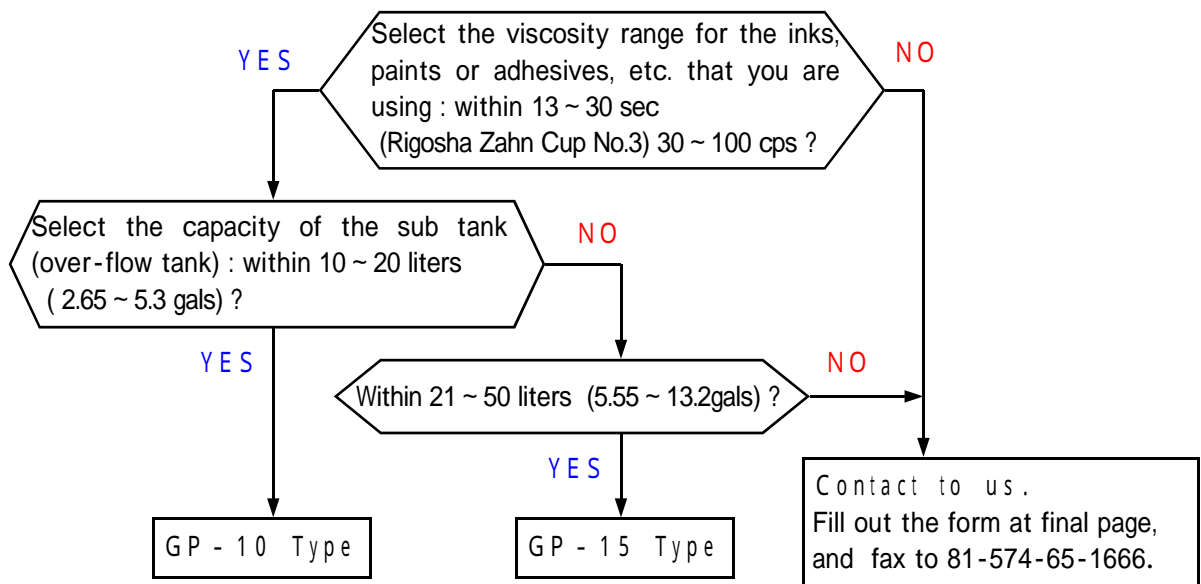 Select the viscosity range for the inks,
paints or adhesives, etc. that you are
using : within 13 ~ 30 sec
(Rigosha Zahn Cup No.3) 30 ~ 100 cps ?
YES
NO
Select the capacity of the sub tank
(over-flow tank) : within 10 ~ 20 liters
( 2.65 ~ 5.3 gals) ?
NO
YES
Within 21 ~ 50 liters (5.55 ~ 13.2gals) ?
NO
YES
GP - 10 Type
GP - 15 Type
Contact to us.
Fill out the form at final page,
and fax to 81-574-65-1666.